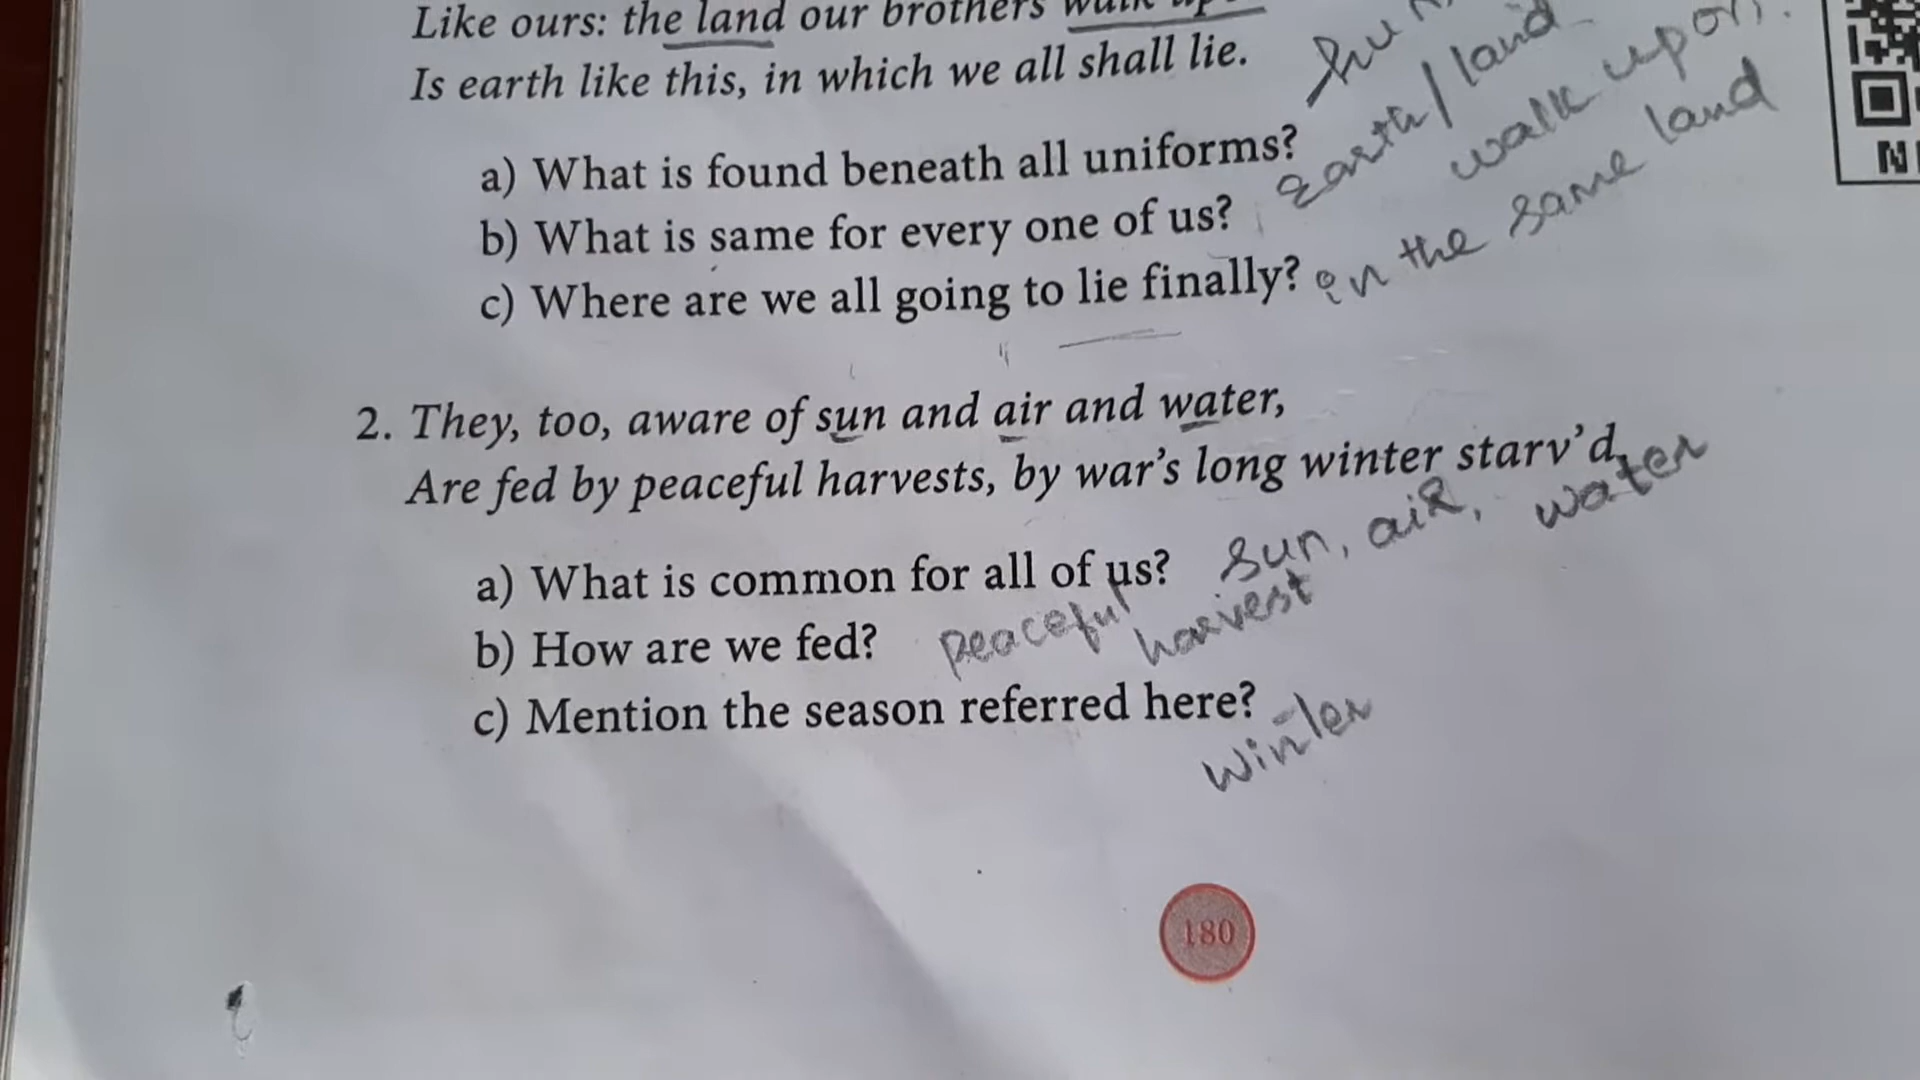 Like ours: the land our brothers walk
Is earth like this, in which we all shall lie.
a) What is found beneath all uniforms?
b) What is same for every one of us? Earth / land walk upon.
c) Where are we all going to lie finally? in the same land
2. They, too, aware of sun and air and water,
Are fed by peaceful harvests, by war's long winter starv'd.
a) What is common for all of us? Sun, air, water
b) How are we fed? peaceful harvest
c) Mention the season referred here? winter
180